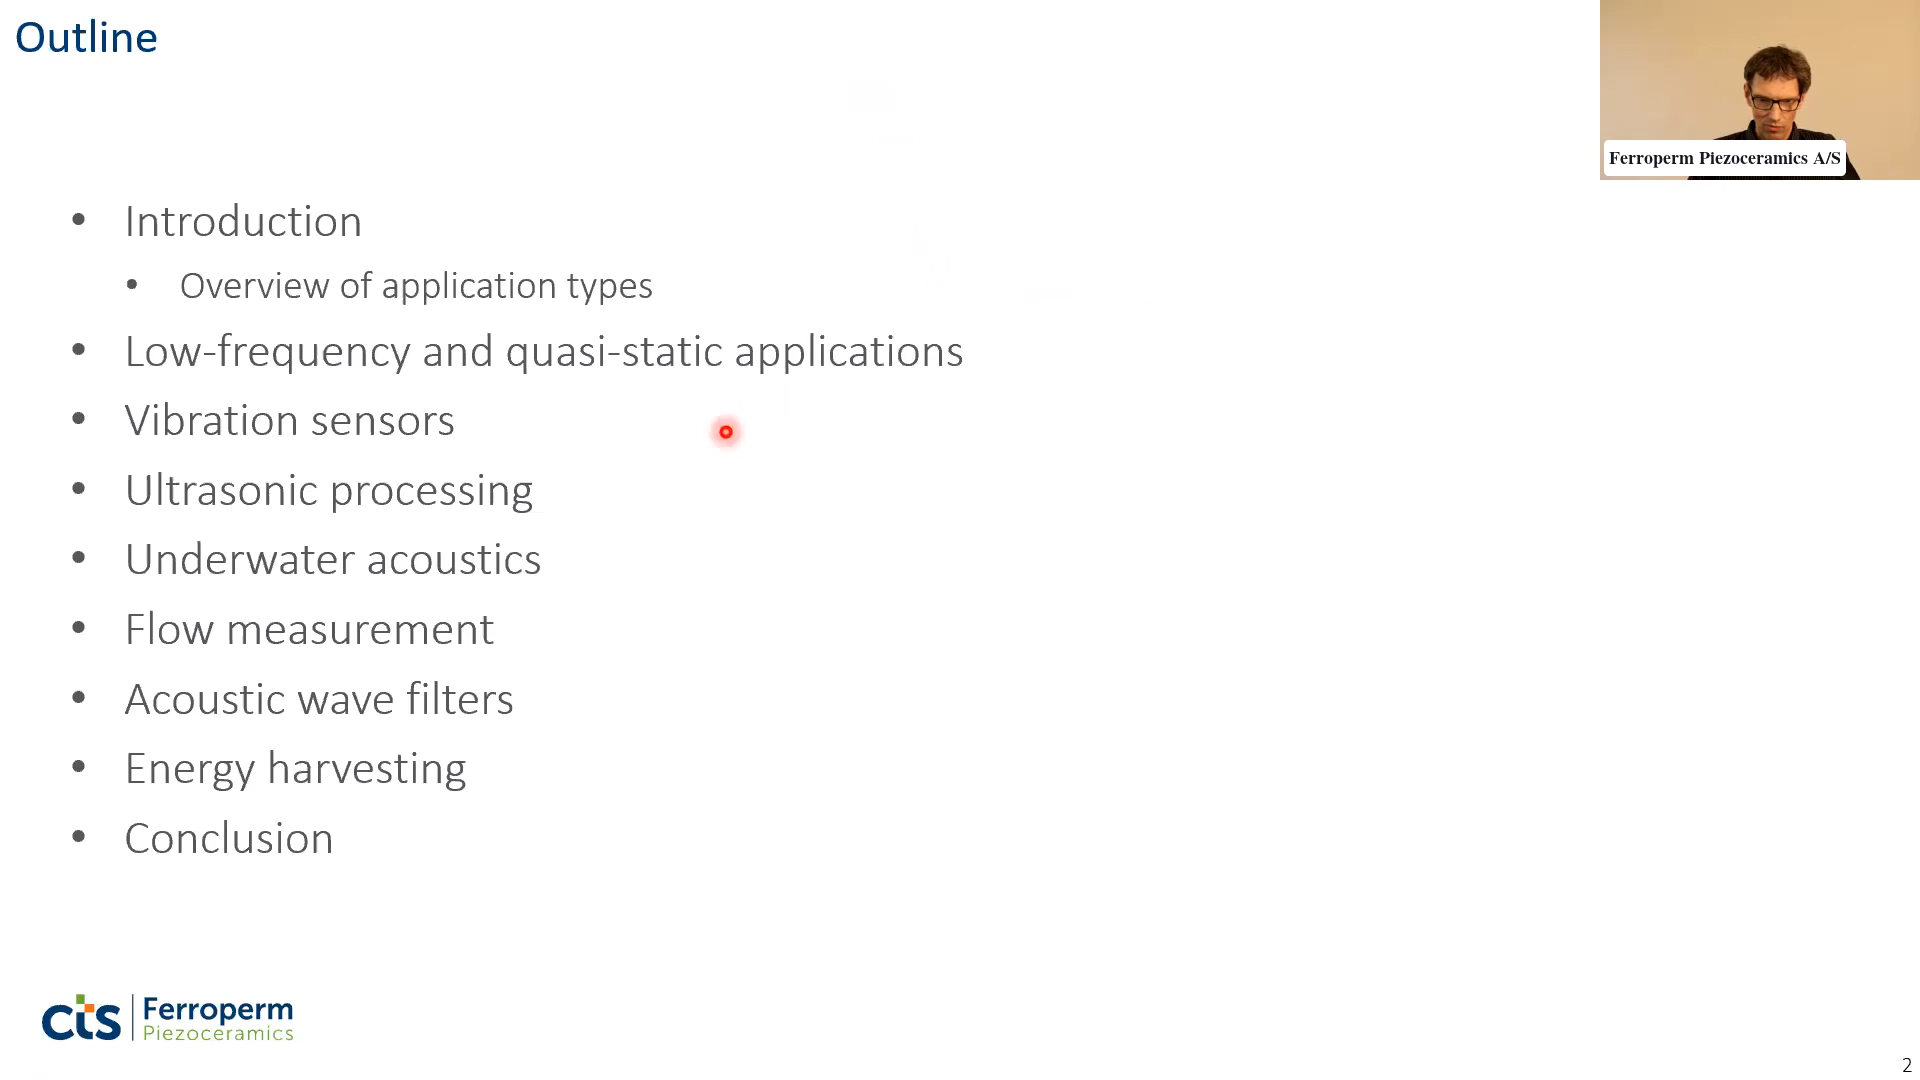 Outline
Ferroperm Piezoceramics A/S
• Introduction
• Overview of application types
• Low-frequency and quasi-static applications
• Vibration sensors
• Ultrasonic processing
• Underwater acoustics
• Flow measurement
• Acoustic wave filters
• Energy harvesting
• Conclusion
cts Ferroperm
Piezoceramics
2